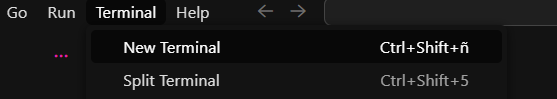 Go Run Terminal Help
...
New Terminal Ctrl+Shift+ñ
Split Terminal Ctrl+Shift+5